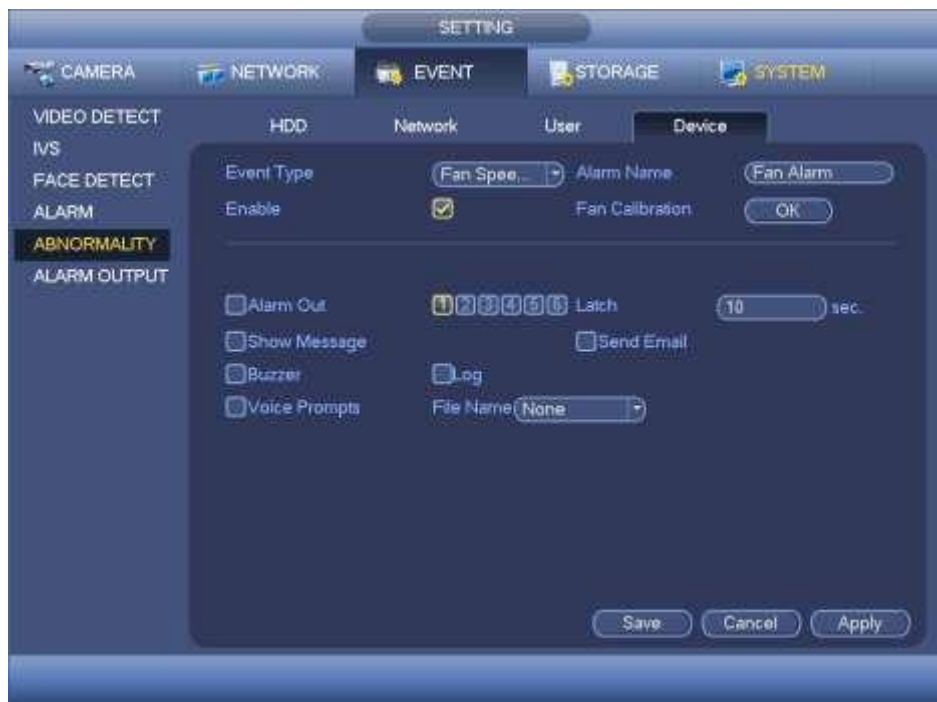 SETTING
CAMERA NETWORK EVENT STORAGE SYSTEM
VIDEO DETECT
IVS
FACE DETECT
ALARM
ABNORMALITY
ALARM OUTPUT
HDD Network User Device
Event Type Fan Spee... Alarm Name Fan Alarm
Enable Fan Calibration OK
Alarm Out 1 2 3 4 5 6 Latch 10 sec.
Show Message Send Email
Buzzer Log
Voice Prompts File Name None
Save Cancel Apply